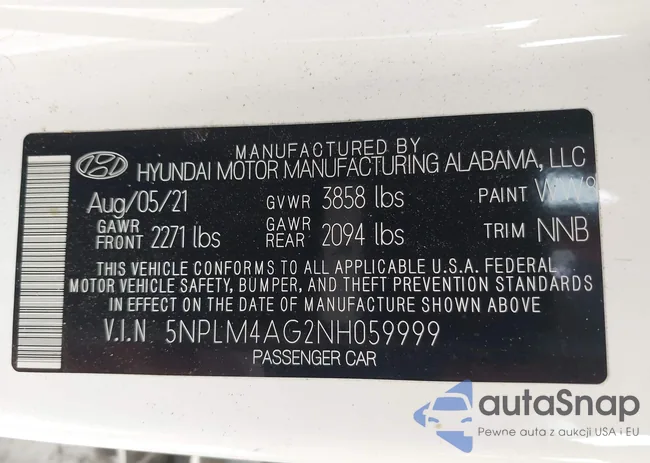 MANUFACTURED BY
HYUNDAI MOTOR MANUFACTURING ALABAMA, LLC
Aug/05/21 GVWR 3858 lbs PAINT
GAWR FRONT 2271 lbs GAWR REAR 2094 lbs TRIM NNB
THIS VEHICLE CONFORMS TO ALL APPLICABLE U.S.A. FEDERAL
MOTOR VEHICLE SAFETY, BUMPER, AND THEFT PREVENTION STANDARDS
IN EFFECT ON THE DATE OF MANUFACTURE SHOWN ABOVE
V.I.N 5NPLM4AG2NH059999
PASSENGER CAR
autaSnap
Pewne auta z aukcji USA i EU